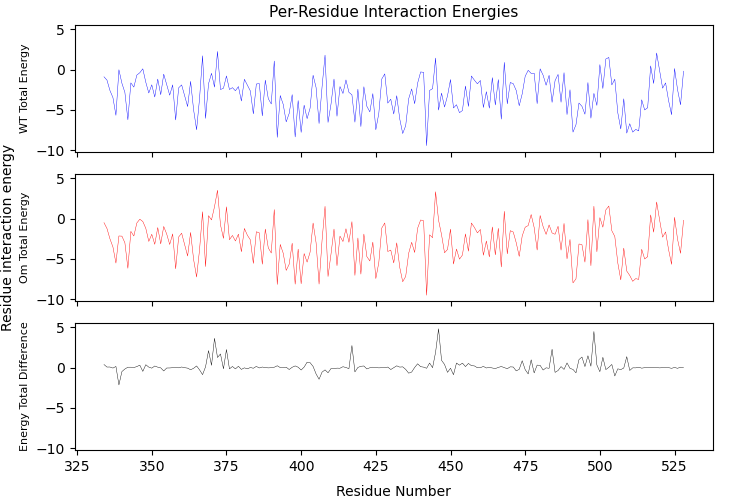 Per-Residue Interaction Energies
5
0
−5
−10
WT Total Energy
5
0
−5
−10
Om Total Energy
Residue interaction energy
5
0
−5
−10
Energy Total Difference
325 350 375 400 425 450 475 500 525
Residue Number